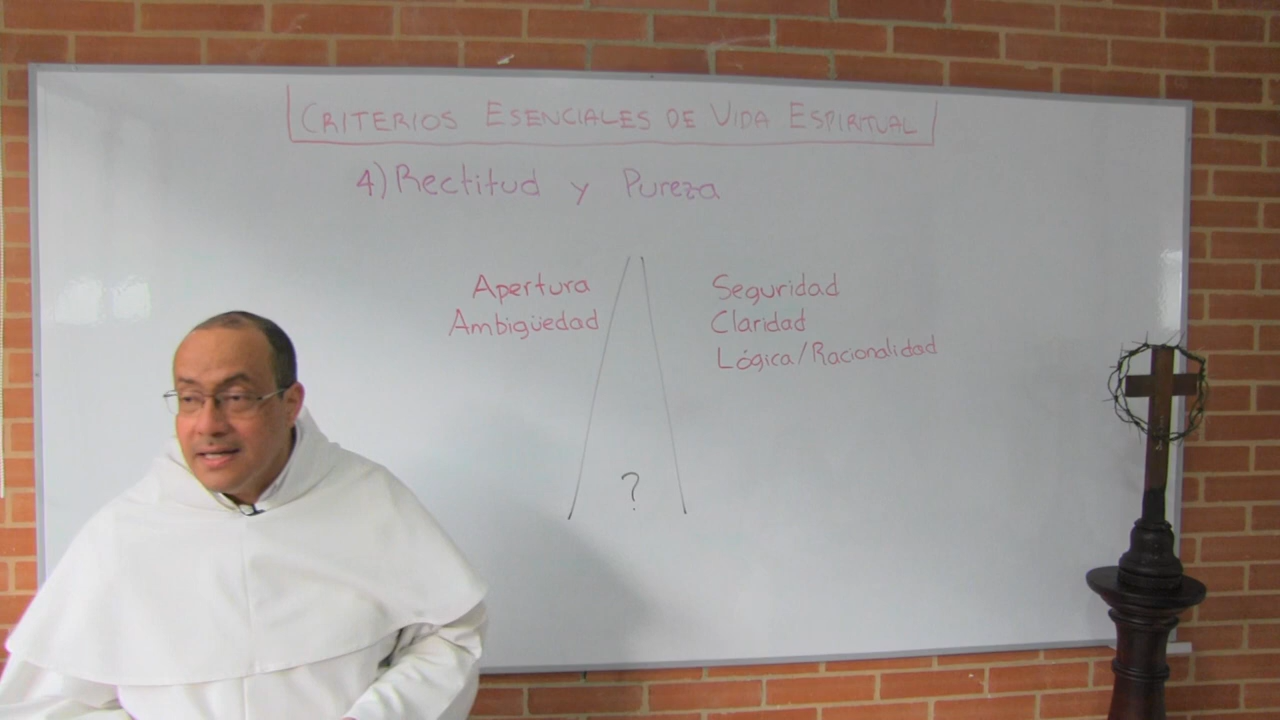 CRITERIOS ESENCIALES DE VIDA ESPIRITUAL
4) Rectitud y Pureza
Apertura
Ambigüedad
Seguridad
Claridad
Lógica/Racionalidad
?